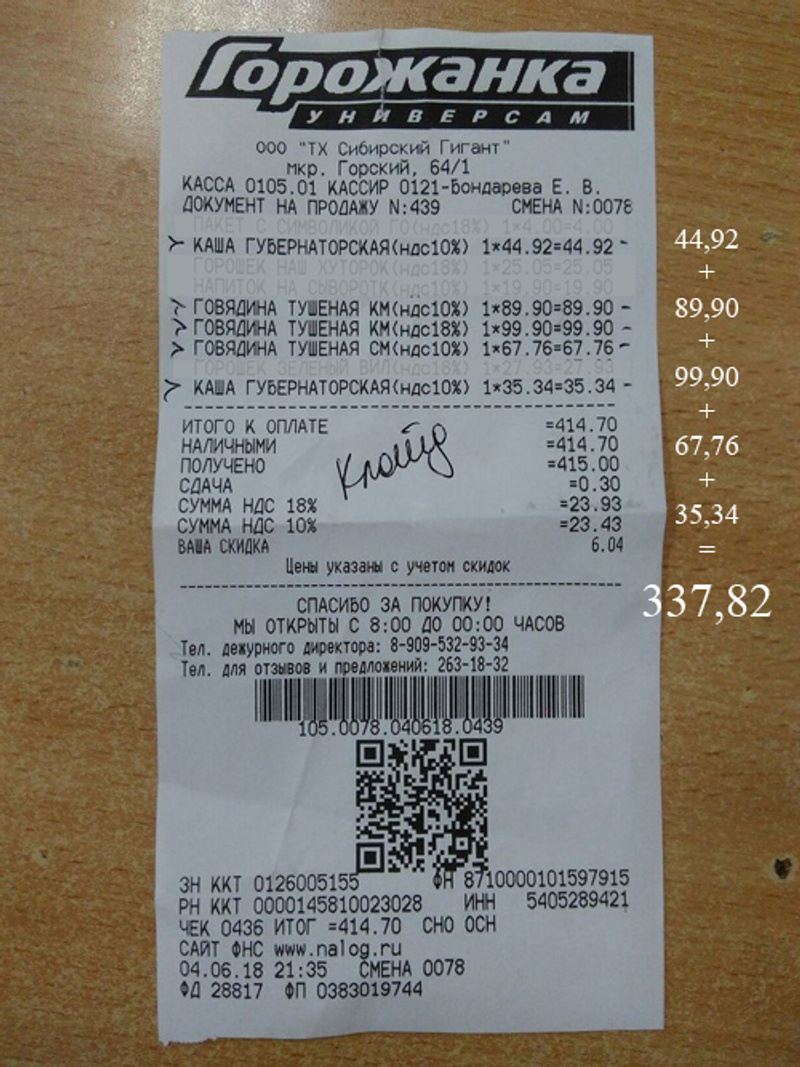 Горожанка
УНИВЕРСАМ
ООО "ТХ Сибирский Гигант"
мкр. Горский, 64/1
КАССА 0105.01 КАССИР 0121-Бондарева Е. В.
ДОКУМЕНТ НА ПРОДАЖУ N:439 СМЕНА N:0078
ПАКЕТ С СИМВОЛИКОЙ ГО(ндс18%) 1*4.00=4.00
КАША ГУБЕРНАТОРСКАЯ(ндс10%) 1*44.92=44.92 -
ГОРОШЕК НАШ ХУТОРОК(ндс18%) 1*25.05=25.05
НАПИТОК НА СЫВОРОТК(ндс10%) 1*19.90=19.90
ГОВЯДИНА ТУШЕНАЯ КМ(ндс10%) 1*89.90=89.90 -
ГОВЯДИНА ТУШЕНАЯ КМ(ндс18%) 1*99.90=99.90 -
ГОВЯДИНА ТУШЕНАЯ СМ(ндс10%) 1*67.76=67.76 -
ГОРОШЕК ЗЕЛЕНЫЙ ВИЛ(ндс18%) 1*27.93=27.93
КАША ГУБЕРНАТОРСКАЯ(ндс10%) 1*35.34=35.34 -
ИТОГО К ОПЛАТЕ =414.70
НАЛИЧНЫМИ =414.70
ПОЛУЧЕНО =415.00
СДАЧА =0.30
СУММА НДС 18% =23.93
СУММА НДС 10% =23.43
ВАША СКИДКА 6.04
Цены указаны с учетом скидок
СПАСИБО ЗА ПОКУПКУ!
МЫ ОТКРЫТЫ С 8:00 ДО 00:00 ЧАСОВ
Тел. дежурного директора: 8-909-532-93-34
Тел. для отзывов и предложений: 263-18-32
105.0078.040618.0439
ЗН ККТ 0126005155 ФН 8710000101597915
РН ККТ 0000145810023028 ИНН 5405289421
ЧЕК 0436 ИТОГ =414.70 СНО ОСН
САЙТ ФНС www.nalog.ru
04.06.18 21:35 СМЕНА 0078
ФД 28817 ФП 0383019744
44,92
+
89,90
+
99,90
+
67,76
+
35,34
=
337,82